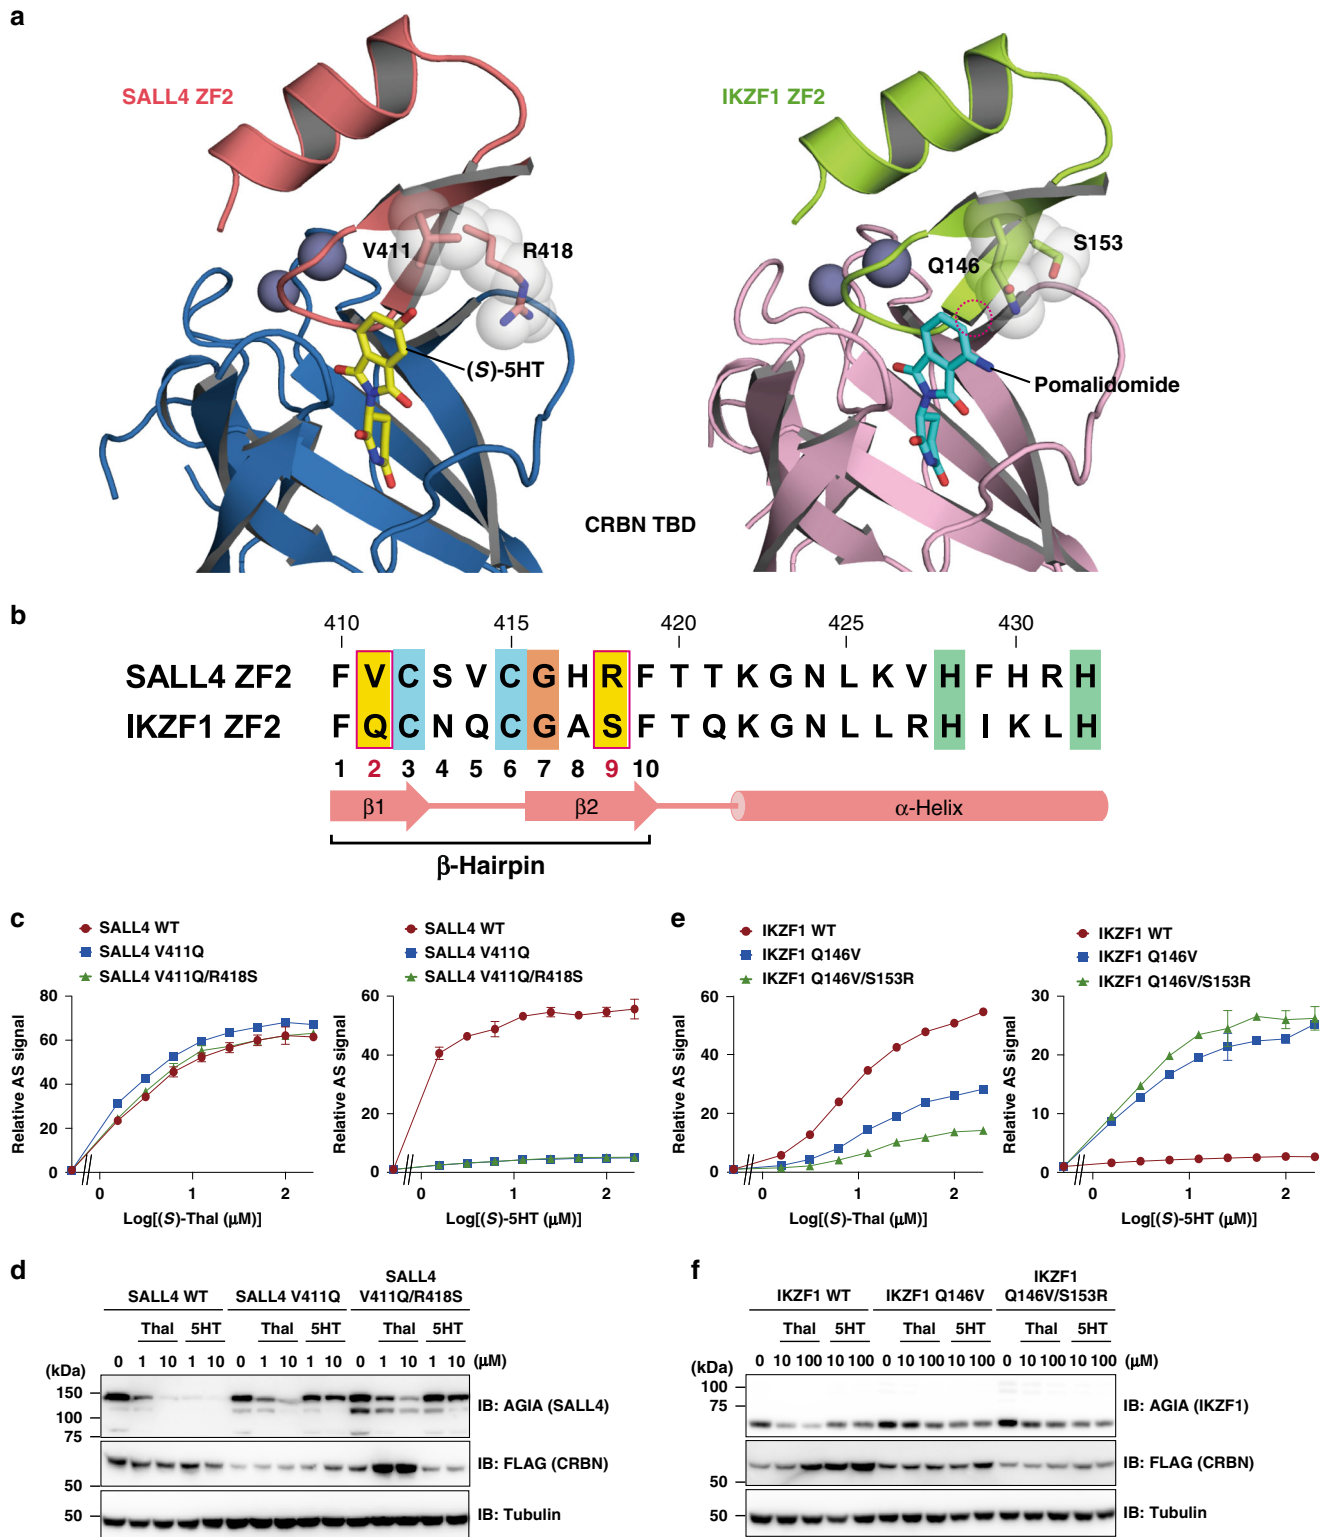 a
SALL4 ZF2
V411
R418
(S)-5HT
IKZF1 ZF2
Q146
S153
Pomalidomide
CRBN TBD
b
410 415 420 425 430
SALL4 ZF2 F V C S V C G H R F T T K G N L K V H F H R H
IKZF1 ZF2 F Q C N Q C G A S F T Q K G N L L R H I K L H
1 2 3 4 5 6 7 8 9 10
β1 β2 α-Helix
β-Hairpin
c
SALL4 WT
SALL4 V411Q
SALL4 V411Q/R418S
Relative AS signal
80
60
40
20
0
0 1 2
Log[(S)-Thal (μM)]
SALL4 WT
SALL4 V411Q
SALL4 V411Q/R418S
Relative AS signal
60
40
20
0
0 1 2
Log[(S)-5HT (μM)]
e
IKZF1 WT
IKZF1 Q146V
IKZF1 Q146V/S153R
Relative AS signal
60
40
20
0
0 1 2
Log[(S)-Thal (μM)]
IKZF1 WT
IKZF1 Q146V
IKZF1 Q146V/S153R
Relative AS signal
30
20
10
0
0 1 2
Log[(S)-5HT (μM)]
d
SALL4 WT SALL4 V411Q SALL4 V411Q/R418S
Thal 5HT Thal 5HT Thal 5HT
0 1 10 1 10 0 1 10 1 10 0 1 10 1 10 (μM)
(kDa)
150
100
75
IB: AGIA (SALL4)
50
IB: FLAG (CRBN)
50
IB: Tubulin
f
IKZF1 WT IKZF1 Q146V IKZF1 Q146V/S153R
Thal 5HT Thal 5HT Thal 5HT
0 10 100 10 100 0 10 100 10 100 0 10 100 10 100 (μM)
(kDa)
100
75
IB: AGIA (IKZF1)
50
IB: FLAG (CRBN)
50
IB: Tubulin